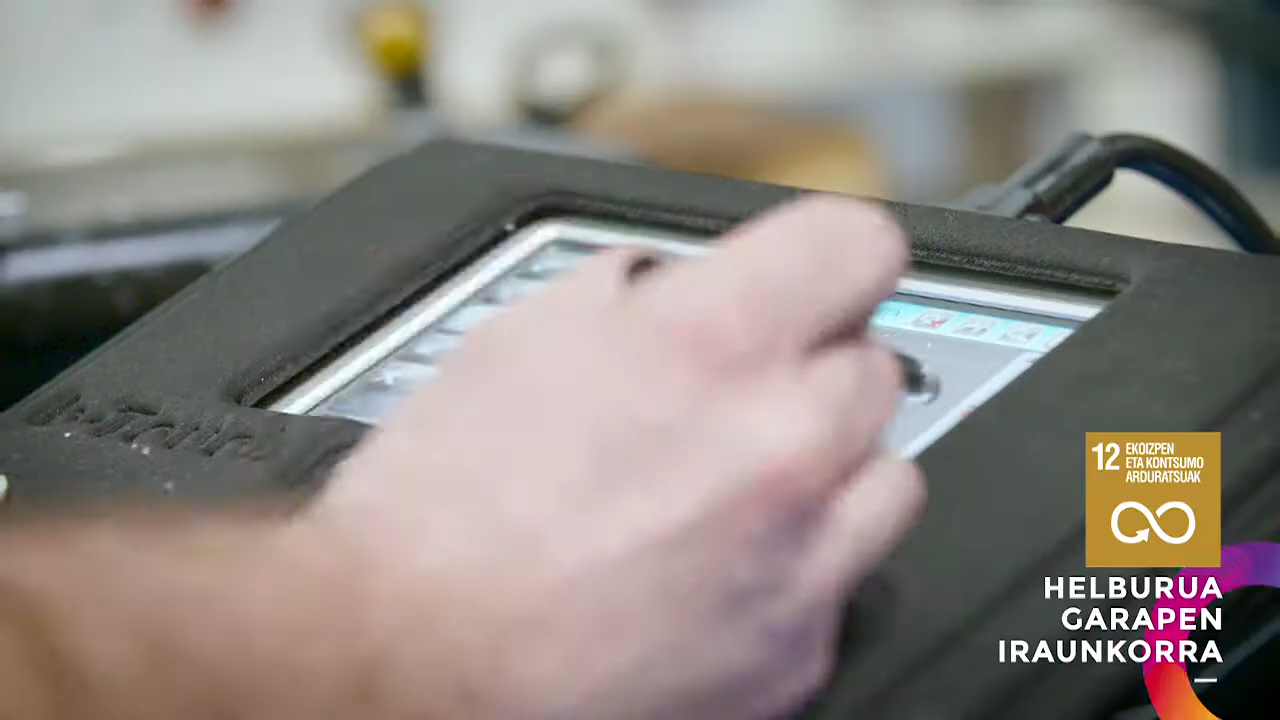 12 EKOIZPEN
ETA KONTSUMO
ARDURATSUAK
HELBURUA
GARAPEN
IRAUNKORRA